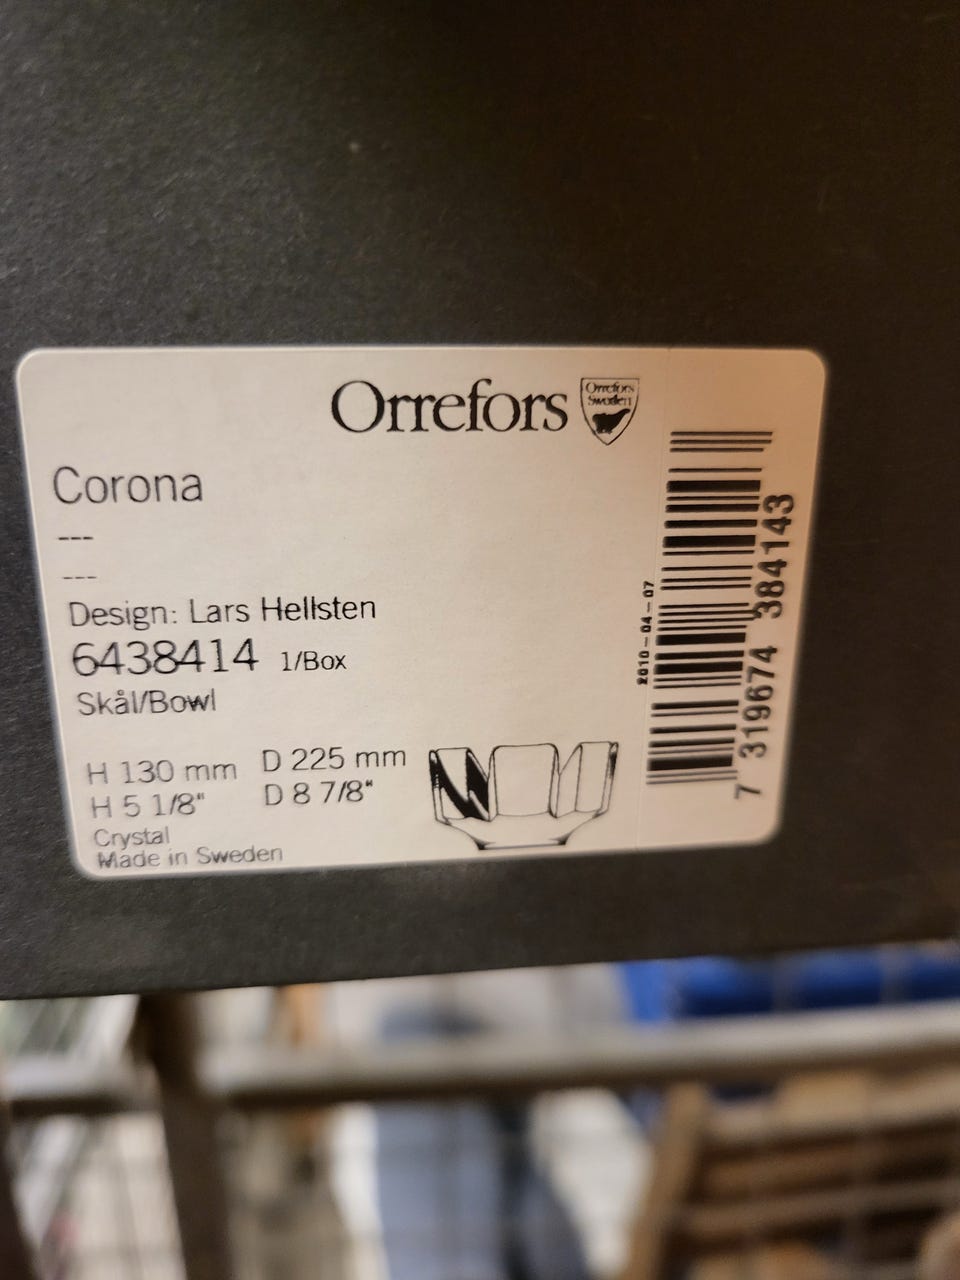 Orrefors
Orrefors
Sweden
Corona
---
---
Design: Lars Hellsten
6438414 1/Box
Skål/Bowl
H 130 mm D 225 mm
H 5 1/8" D 8 7/8"
Crystal
Made in Sweden
2010-04-07
7 319674 384143